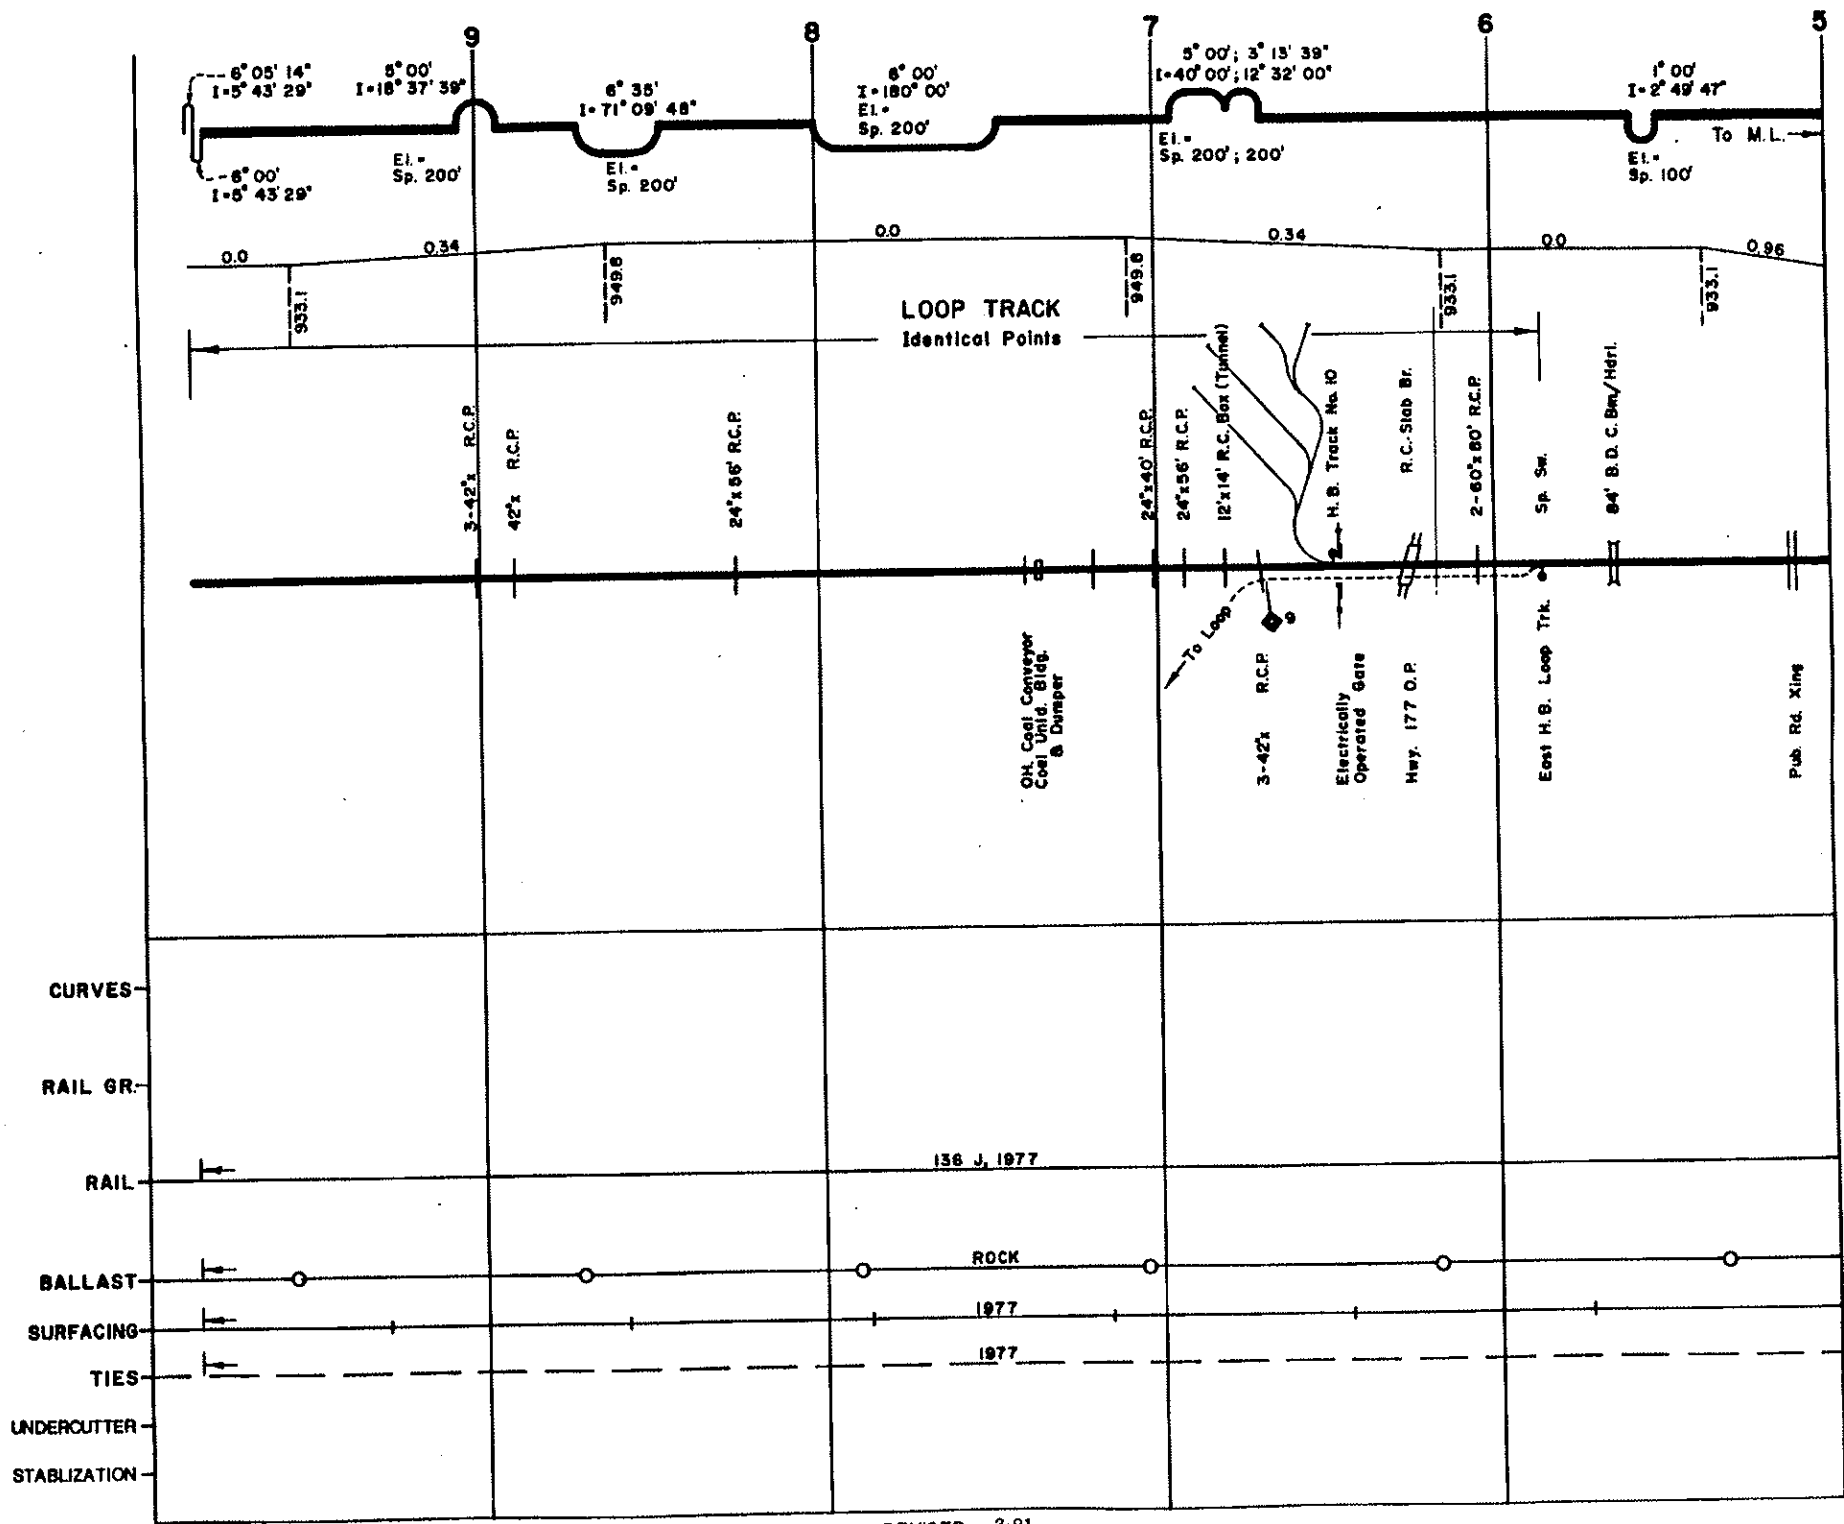 9
8
7
6
5
6° 05' 14"
I=5° 43' 29"
5° 00'
I=18° 37' 39"
6° 35'
I=71° 09' 48"
6° 00'
I=180° 00'
El.=
Sp. 200'
5° 00'; 3° 13' 39"
I=40° 00'; 12° 32' 00"
1° 00'
I=2° 49' 47"
To M.L.
6° 00'
I=5° 43' 29"
El.=
Sp. 200'
El.=
Sp. 200'
El.=
Sp. 200'; 200'
El.=
Sp. 100'
0.0
0.34
0.0
0.34
0.0
0.96
933.1
949.6
949.6
933.1
933.1
LOOP TRACK
Identical Points
3-42"x R.C.P.
42"x R.C.P.
24"x56' R.C.P.
24"x40' R.C.P.
24"x56' R.C.P.
12'x14' R.C. Box (Tunnel)
H. B. Track No. 10
R.C. Slab Br.
2-60"x80' R.C.P.
Sp. Sw.
84' B. D. C. Bm/Hdrl.
To Loop
9
OH. Coal Conveyor
Coal Unld. Bldg.
& Dumper
3-42"x R.C.P.
Electrically
Operated Gate
Hwy. 177 O.P.
East H.B. Loop Trk.
Pub. Rd. Xing
CURVES
RAIL GR.
RAIL
136 J, 1977
BALLAST
ROCK
SURFACING
1977
TIES
1977
UNDERCUTTER
STABLIZATION